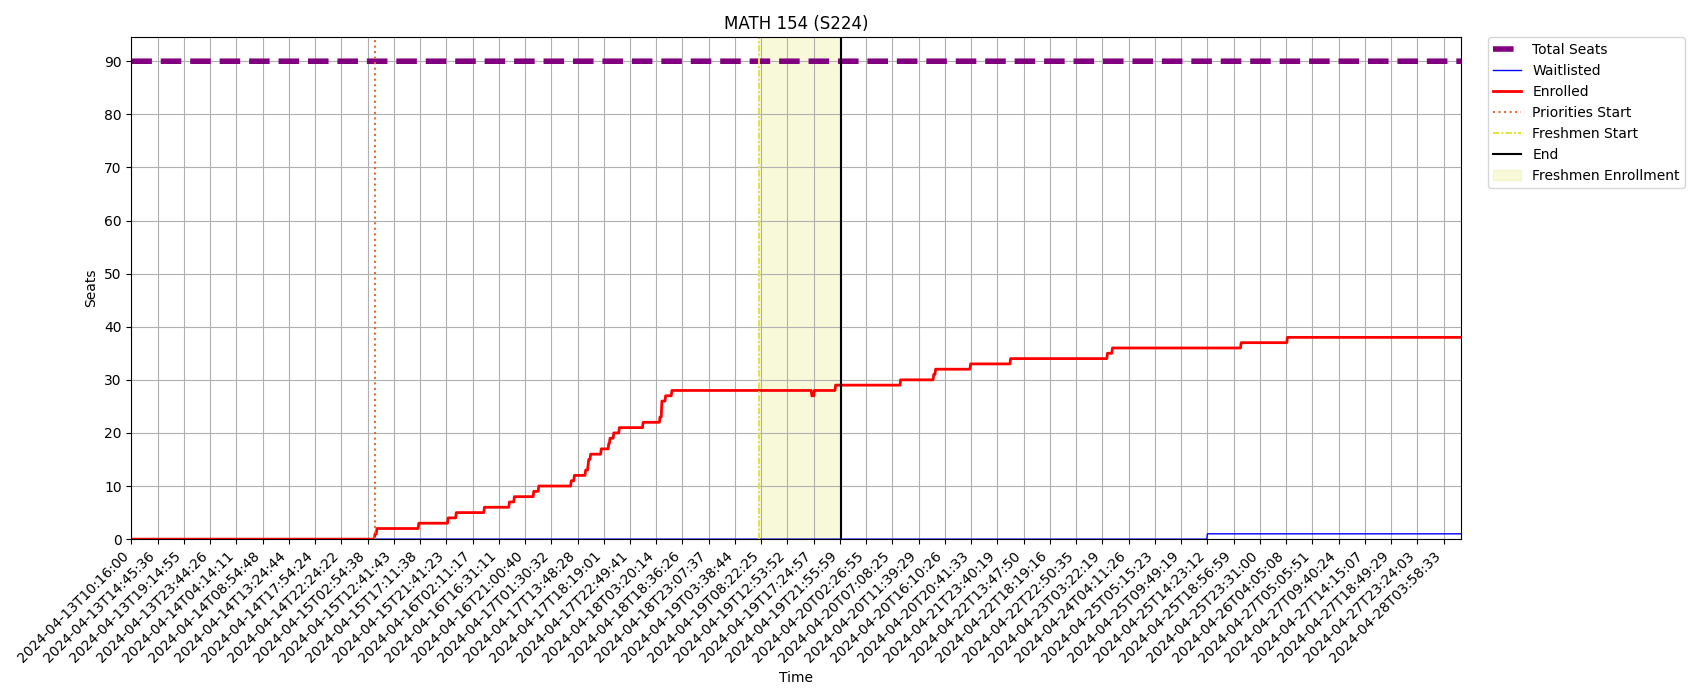 MATH 154 (S224)
Total Seats
Waitlisted
Enrolled
Priorities Start
Freshmen Start
End
Freshmen Enrollment
Seats
90
80
70
60
50
40
30
20
10
0
2024-04-13T10:16:00
2024-04-13T14:45:36
2024-04-13T19:14:55
2024-04-13T23:44:26
2024-04-14T04:14:11
2024-04-14T08:54:48
2024-04-14T13:24:44
2024-04-14T17:54:24
2024-04-14T22:24:22
2024-04-15T02:54:38
2024-04-15T12:41:43
2024-04-15T17:11:38
2024-04-15T21:41:23
2024-04-16T02:11:17
2024-04-16T16:31:11
2024-04-16T21:00:40
2024-04-17T01:30:32
2024-04-17T13:48:28
2024-04-17T18:19:01
2024-04-17T22:49:41
2024-04-18T03:20:14
2024-04-18T18:36:26
2024-04-18T23:07:37
2024-04-19T03:38:44
2024-04-19T08:22:25
2024-04-19T12:53:52
2024-04-19T17:24:57
2024-04-19T21:55:59
2024-04-20T02:26:55
2024-04-20T07:08:25
2024-04-20T11:39:29
2024-04-20T16:10:26
2024-04-20T20:41:33
2024-04-21T23:40:19
2024-04-22T13:47:50
2024-04-22T18:19:16
2024-04-22T22:50:35
2024-04-23T03:22:19
2024-04-24T04:11:26
2024-04-25T05:15:23
2024-04-25T09:49:19
2024-04-25T14:23:12
2024-04-25T18:56:59
2024-04-25T23:31:00
2024-04-26T04:05:08
2024-04-27T05:05:51
2024-04-27T09:40:24
2024-04-27T14:15:07
2024-04-27T18:49:29
2024-04-27T23:24:03
2024-04-28T03:58:33
Time